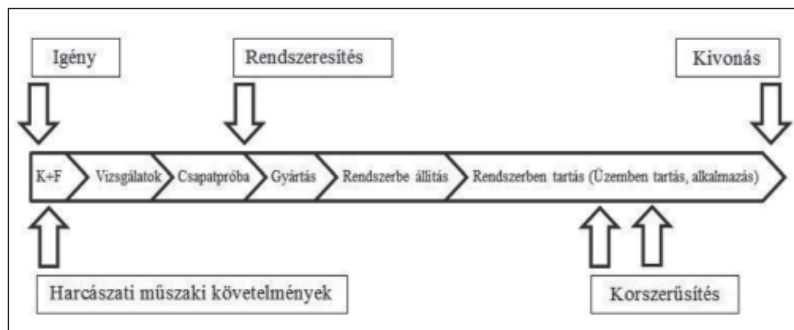 Igény
Rendszeresítés
Kivonás
K+F
Vizsgálatok
Csapatpróba
Gyártás
Rendszerbe állítás
Rendszerben tartás (Üzemben tartás, alkalmazás)
Harcászati műszaki követelmények
Korszerűsítés